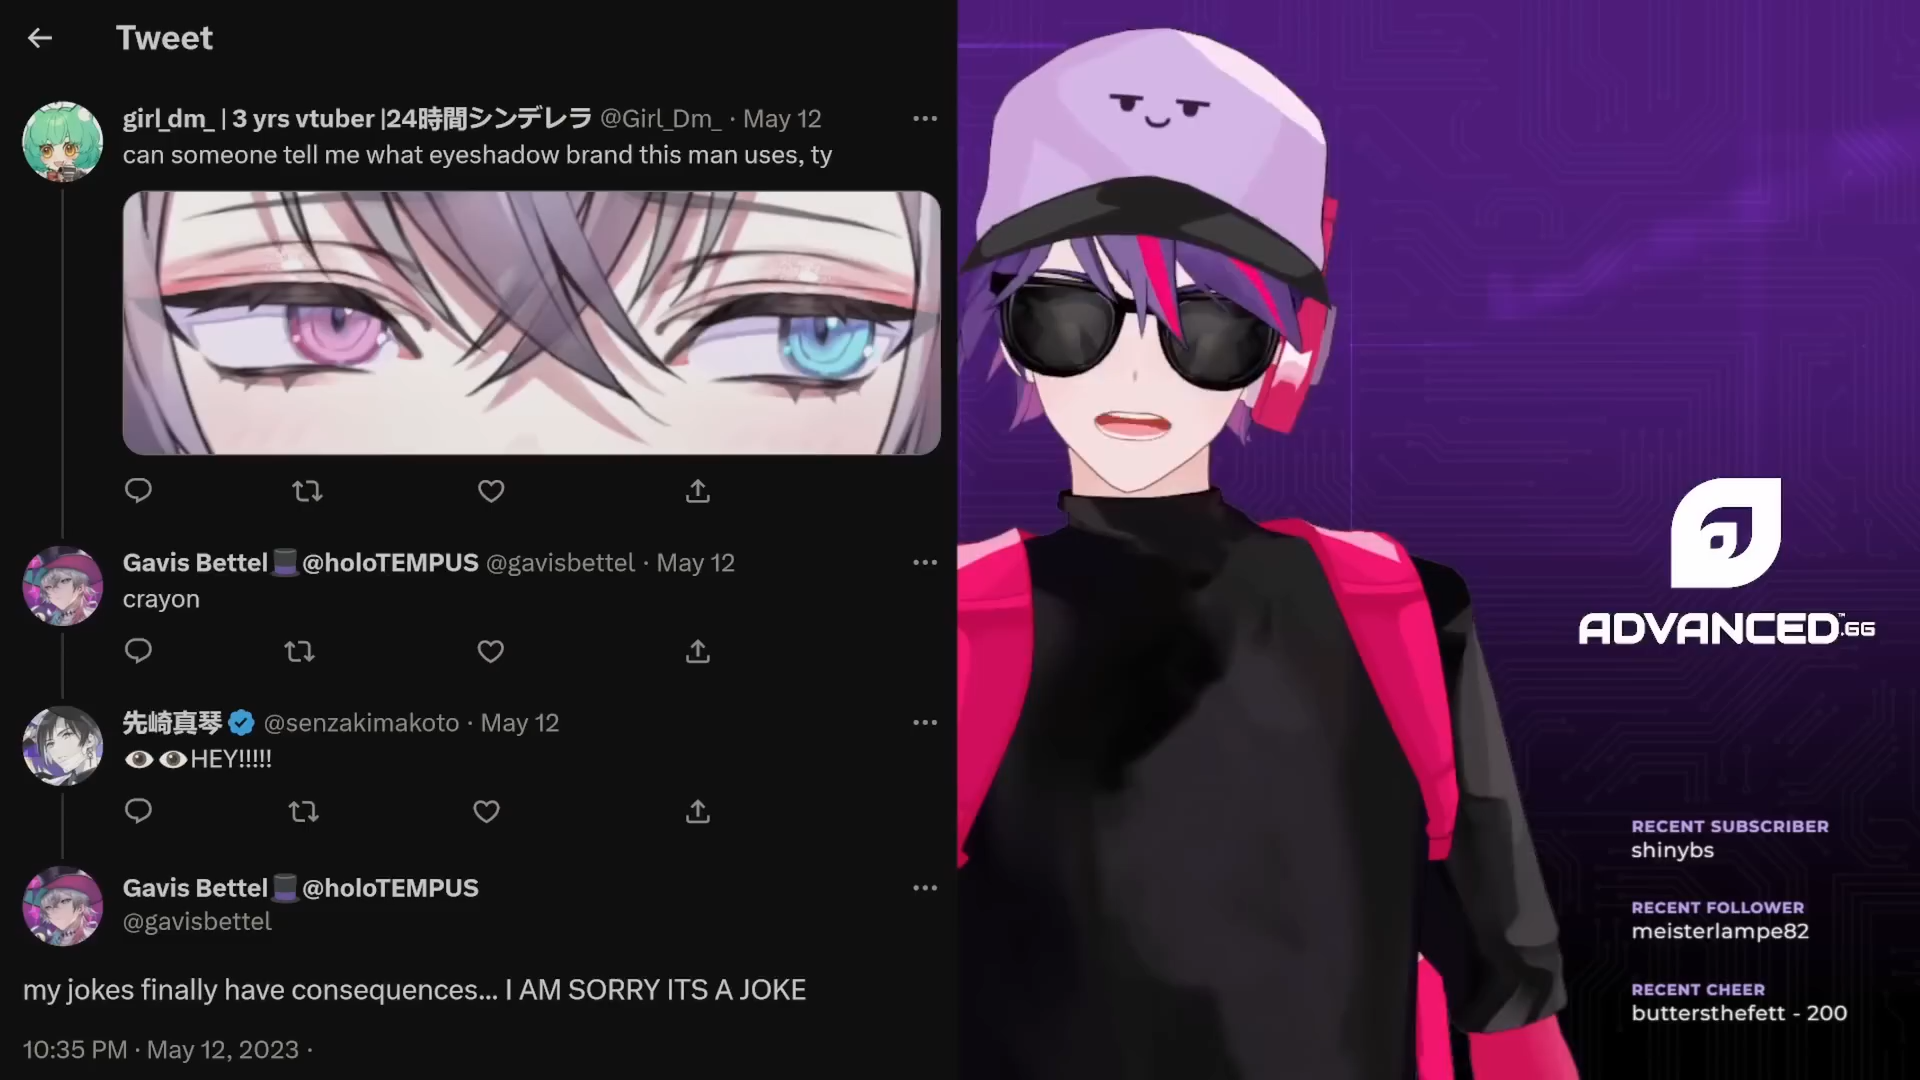 Tweet
girl_dm_ | 3 yrs vtuber |24時間シンデレラ @Girl_Dm_ · May 12
can someone tell me what eyeshadow brand this man uses, ty
Gavis Bettel🎩@holoTEMPUS @gavisbettel · May 12
crayon
先崎真琴 @senzakimakoto · May 12
👁️👁️HEY!!!!!
Gavis Bettel🎩@holoTEMPUS
@gavisbettel
my jokes finally have consequences... I AM SORRY ITS A JOKE
10:35 PM · May 12, 2023 ·
ADVANCED™.GG
RECENT SUBSCRIBER
shinybs
RECENT FOLLOWER
meisterlampe82
RECENT CHEER
buttersthefett - 200